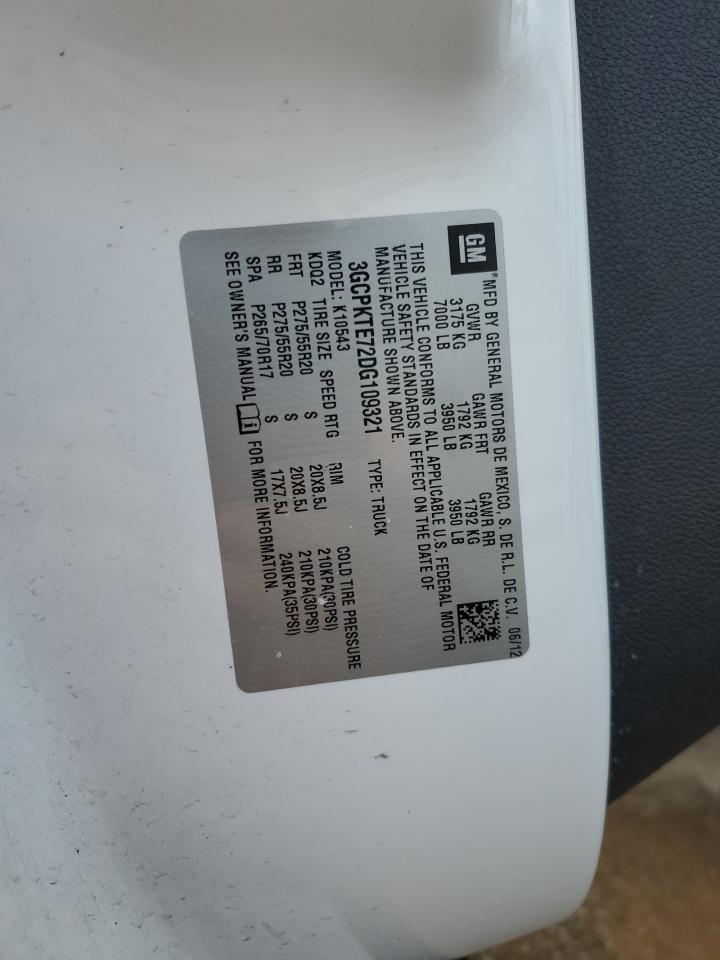 GM ® MFD BY GENERAL MOTORS DE MEXICO, S. DE R.L. DE C.V. 06/12
GVWR GAWR FRT GAWR RR
3175 KG 1792 KG 1792 KG
7000 LB 3950 LB 3950 LB
THIS VEHICLE CONFORMS TO ALL APPLICABLE U.S. FEDERAL MOTOR
VEHICLE SAFETY STANDARDS IN EFFECT ON THE DATE OF
MANUFACTURE SHOWN ABOVE.
3GCPKTE72DG109321 TYPE: TRUCK
MODEL: K10543 COLD TIRE PRESSURE
KDQ2 TIRE SIZE SPEED RTG RIM
FRT P275/55R20 S 20X8.5J 210KPA(30PSI)
RR P275/55R20 S 20X8.5J 210KPA(30PSI)
SPA P265/70R17 S 17X7.5J 240KPA(35PSI)
SEE OWNER'S MANUAL FOR MORE INFORMATION.